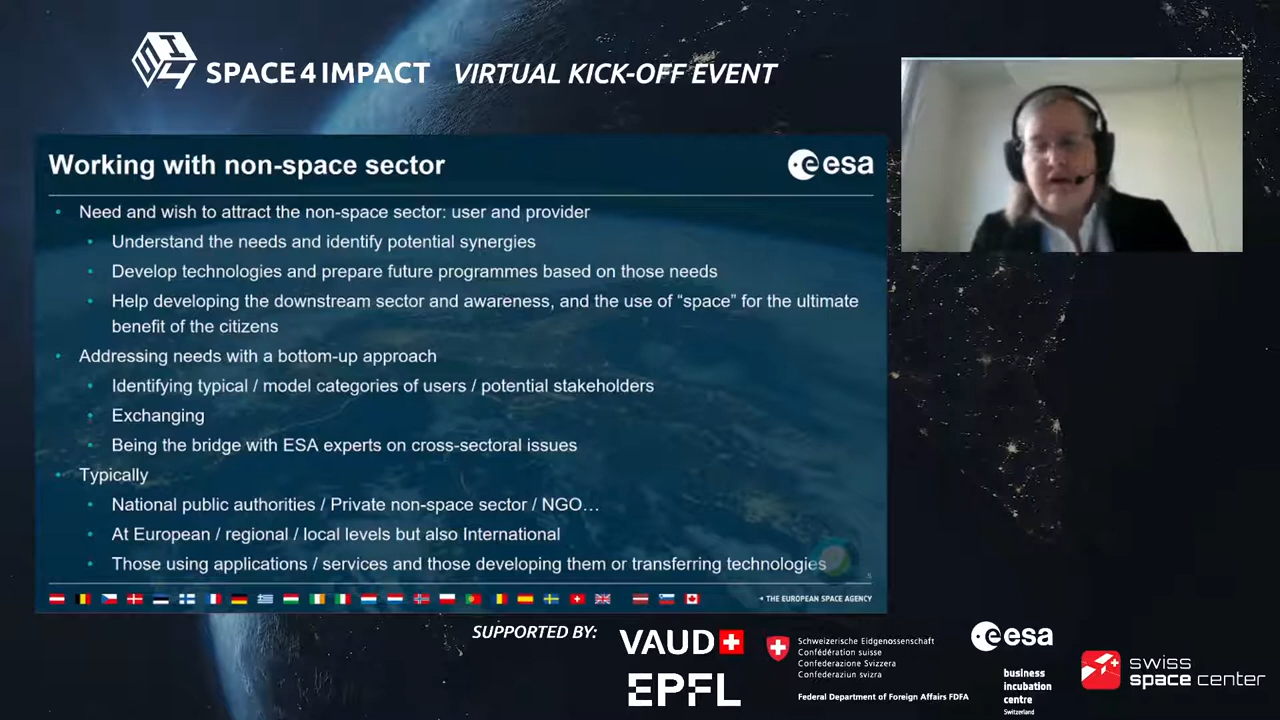 SPACE4IMPACT VIRTUAL KICK-OFF EVENT
Working with non-space sector
esa
• Need and wish to attract the non-space sector: user and provider
• Understand the needs and identify potential synergies
• Develop technologies and prepare future programmes based on those needs
• Help developing the downstream sector and awareness, and the use of “space” for the ultimate
benefit of the citizens
• Addressing needs with a bottom-up approach
• Identifying typical / model categories of users / potential stakeholders
• Exchanging
• Being the bridge with ESA experts on cross-sectoral issues
• Typically
• National public authorities / Private non-space sector / NGO…
• At European / regional / local levels but also International
• Those using applications / services and those developing them or transferring technologies
THE EUROPEAN SPACE AGENCY
SUPPORTED BY:
VAUD
EPFL
Schweizerische Eidgenossenschaft
Confédération suisse
Confederazione Svizzera
Confederaziun svizra
Federal Department of Foreign Affairs FDFA
esa
business
incubation
centre
Switzerland
swiss
space center